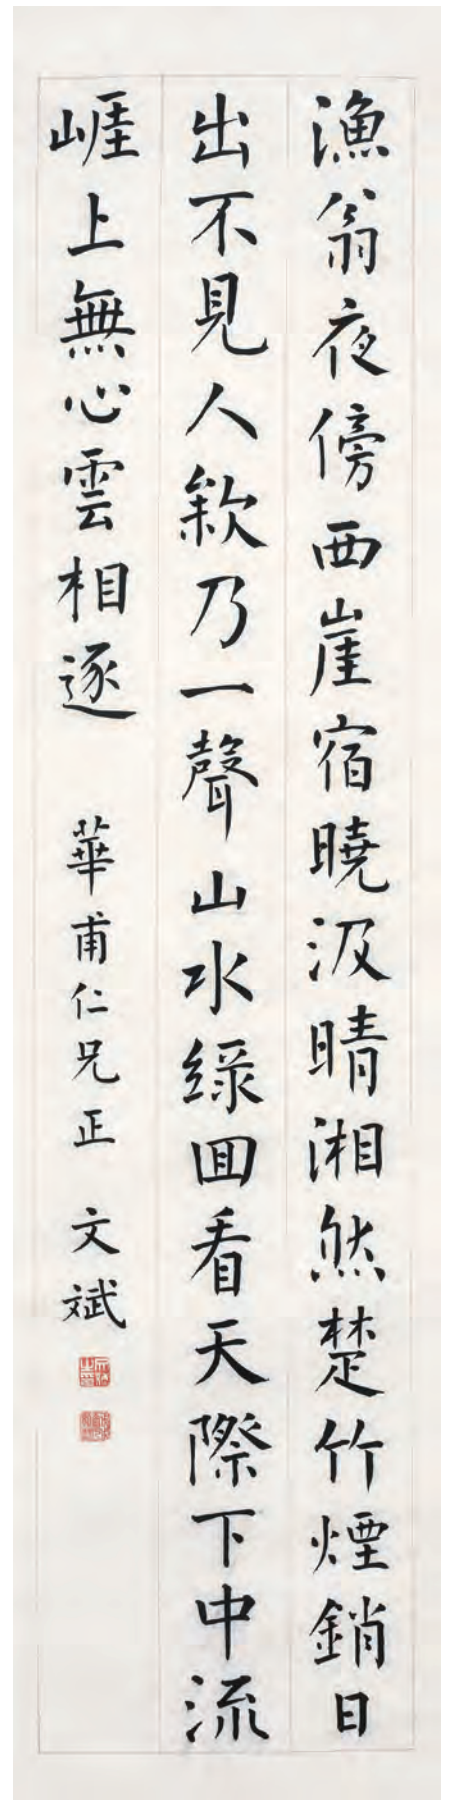 漁翁夜傍西崖宿曉汲晴湘然楚竹煙銷日
出不見人欸乃一聲山水綠囬看天際下中流
崕上無心雲相逐 華甫仁兄正 文斌